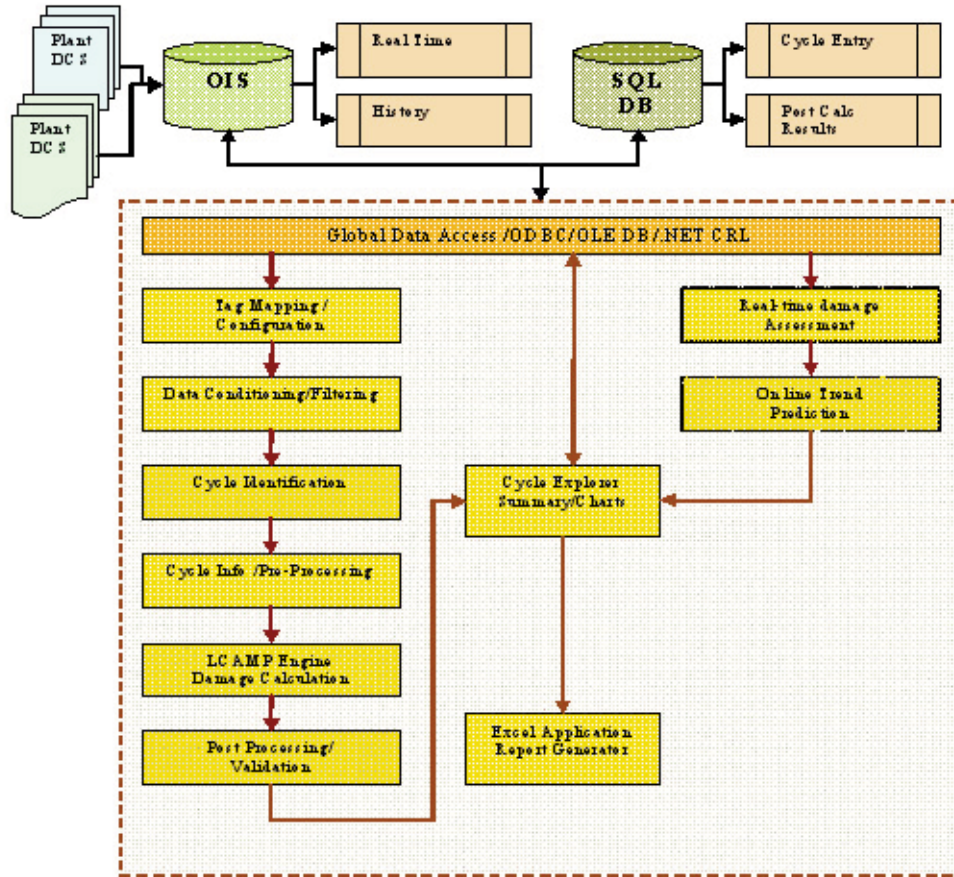 Plant
DC S
Plant
DC S
OIS
Real Time
History
SQL
DB
Cycle Entry
Post Calc
Results
Global Data Access /ODBC/OLE DB/.NET CRL
Tag Mapping /
Configuration
Data Conditioning/Filtering
Cycle Identification
Cycle Info /Pre-Processing
LCAMP Engine
Damage Calculation
Post Processing/
Validation
Cycle Explorer
Summary/Charts
Excel Application
Report Generator
Real-time damage
Assessment
Online Trend
Prediction